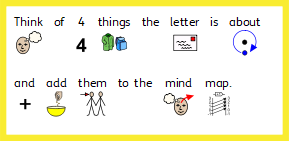 Think of 4 things the letter is about
4
and add them to the mind map.
+